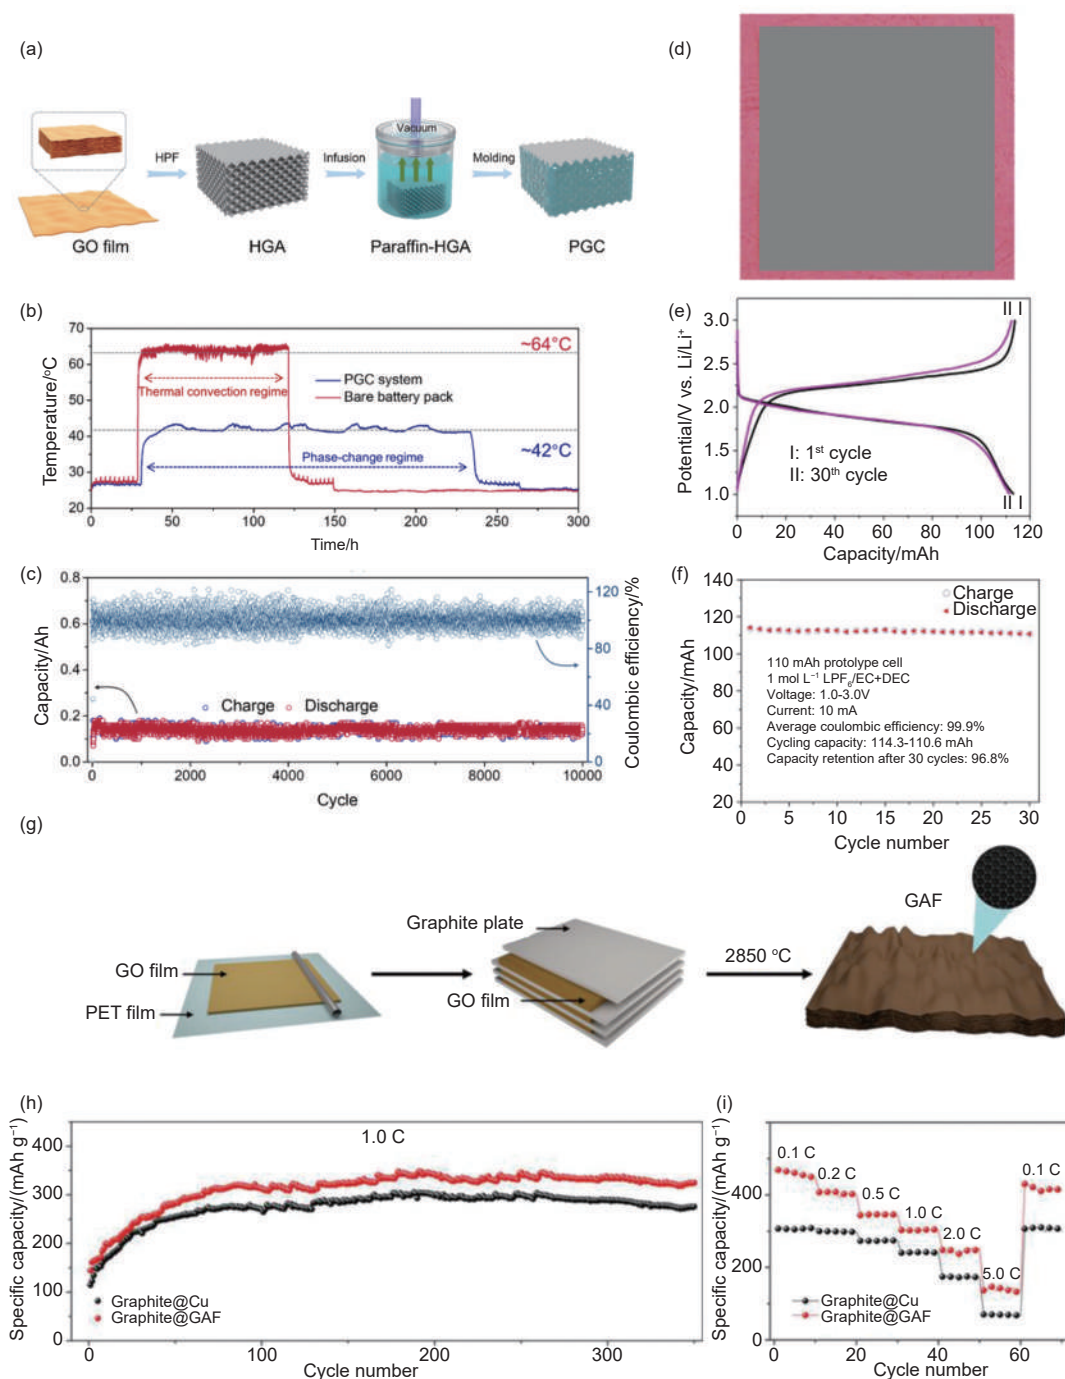 (a)
Vacuum
HPF
Infusion
Molding
GO film
HGA
Paraffin-HGA
PGC
(d)
(b)
Temperature/°C
70
60
50
40
30
20
~64°C
PGC system
Bare battery pack
Thermal convection regime
~42°C
Phase-change regime
0
50
100
150
200
250
300
Time/h
(e)
Potential/V vs. Li/Li⁺
3.0
2.5
2.0
1.5
1.0
II I
I: 1st cycle
II: 30th cycle
II I
0
20
40
60
80
100
120
Capacity/mAh
(c)
Capacity/Ah
0.8
0.6
0.4
0.2
0.0
Charge
Discharge
120
80
40
0
Coulombic efficiency/%
0
2000
4000
6000
8000
10000
Cycle
(f)
Capacity/mAh
140
120
100
80
60
40
20
Charge
Discharge
110 mAh protolype cell
1 mol L⁻¹ LPF₆/EC+DEC
Voltage: 1.0-3.0V
Current: 10 mA
Average coulombic efficiency: 99.9%
Cycling capacity: 114.3-110.6 mAh
Capacity retention after 30 cycles: 96.8%
0
5
10
15
20
25
30
Cycle number
(g)
GO film
PET film
Graphite plate
GO film
2850 °C
GAF
(h)
Specific capacity/(mAh g⁻¹)
400
300
200
100
0
1.0 C
Graphite@Cu
Graphite@GAF
0
100
200
300
Cycle number
(i)
Specific capacity/(mAh g⁻¹)
400
200
0
0.1 C
0.2 C
0.5 C
1.0 C
2.0 C
5.0 C
0.1 C
Graphite@Cu
Graphite@GAF
0
20
40
60
Cycle number